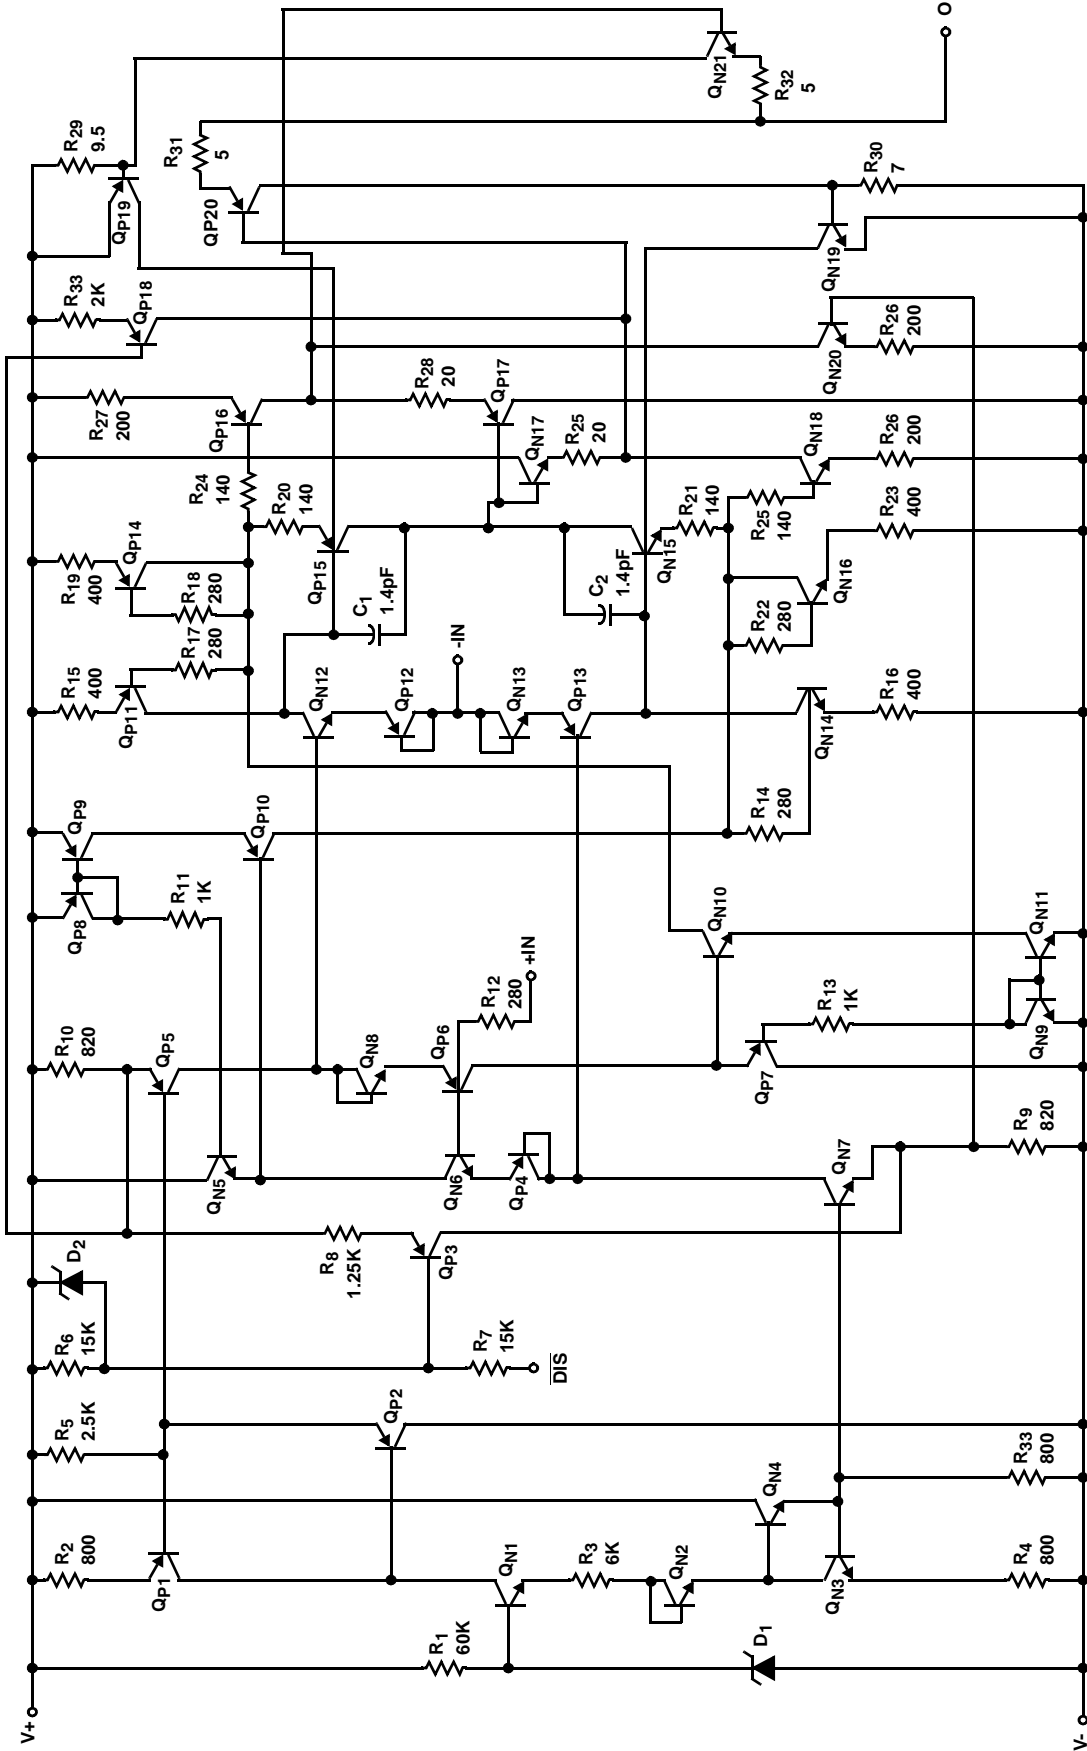 V+
R1
60K
D1
V-
R2
800
QP1
QN1
R3
6K
QN2
QN3
R4
800
QN4
R33
800
R5
2.5K
QP2
R6
15K
D2
R7
15K
DIS
R8
1.25K
QP3
QN5
QN6
QP4
QN7
R9
820
R10
820
QP5
QN8
QP6
R12
280
+IN
QP7
R13
1K
QN9
QN11
QN10
QP8
QP9
R11
1K
QP10
R14
280
R15
400
QP11
R17
280
R18
280
R19
400
QP14
QN12
QP12
-IN
QN13
QP13
QN14
R16
400
C1
1.4pF
C2
1.4pF
QP15
R20
140
R24
140
QN15
R21
140
R22
280
QN16
R23
400
R25
140
QN18
R26
200
R27
200
QP16
R28
20
QP17
QN17
R25
20
R33
2K
QP18
QN20
R26
200
QP19
R29
9.5
QN19
R30
7
QP20
R31
5
QN21
R32
5
O